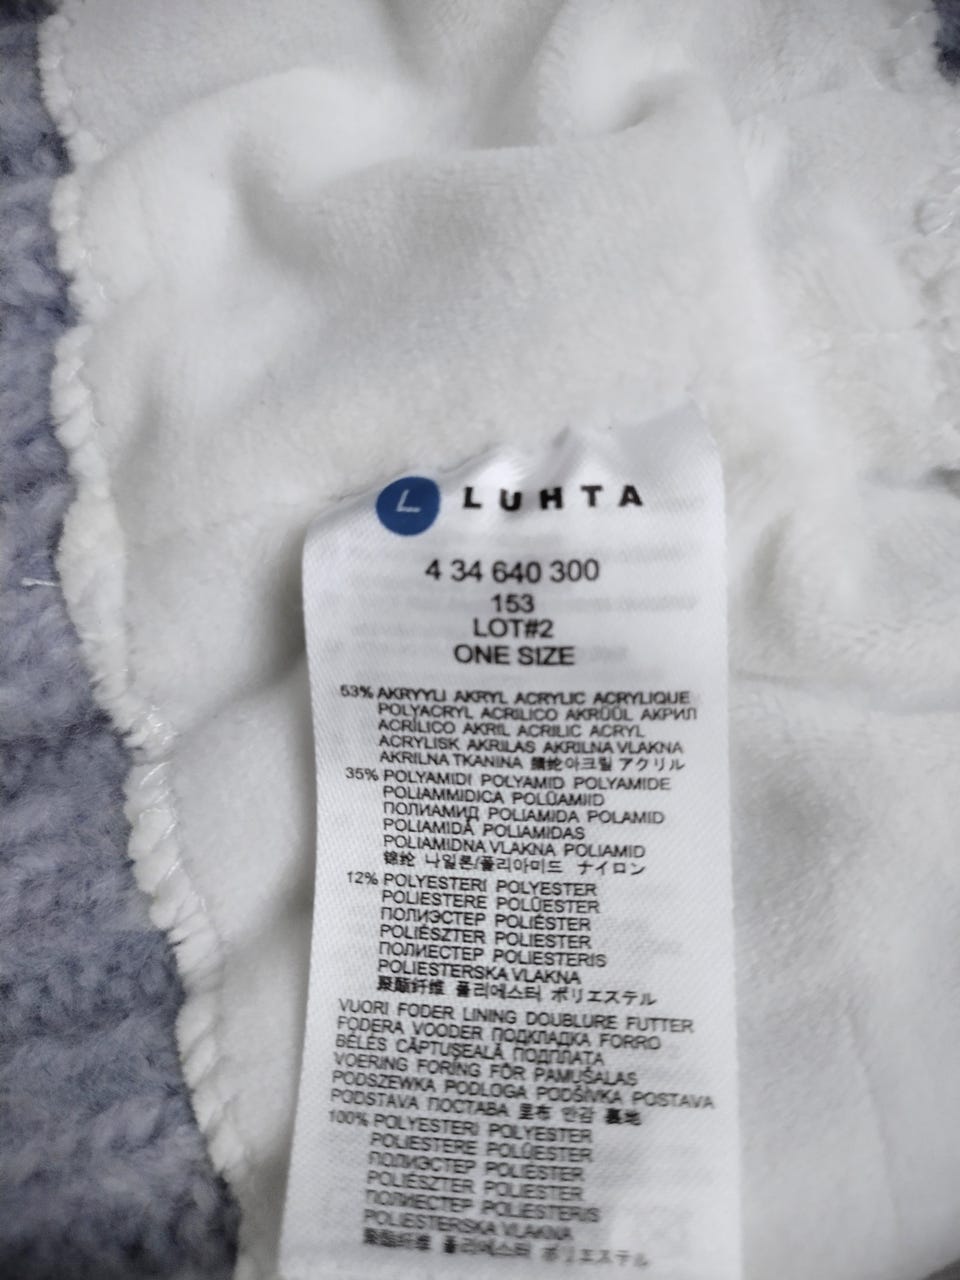 L LUHTA
4 34 640 300
153
LOT#2
ONE SIZE
53% AKRYYLI AKRYL ACRYLIC ACRYLIQUE
POLYACRYL ACRILICO AKRÜÜL АКРИЛ
ACRÍLICO AKRIL ACRILIC ACRYL
ACRYLISK AKRILAS AKRILNA VLAKNA
AKRILNA TKANINA 腈纶 아크릴 アクリル
35% POLYAMIDI POLYAMID POLYAMIDE
POLIAMMIDICA POLÜAMIID
ПОЛИАМИД POLIAMIDA POLAMID
POLIAMIDĂ POLIAMIDAS
POLIAMIDNA VLAKNA POLIAMID
锦纶 나일론/폴리아미드 ナイロン
12% POLYESTERI POLYESTER
POLIESTERE POLÜESTER
ПОЛИЭСТЕР POLIÉSTER
POLIÉSZTER POLIESTER
ПОЛИЕСТЕР POLIESTERIS
POLIESTERSKA VLAKNA
聚酯纤维 폴리에스터 ポリエステル
VUORI FODER LINING DOUBLURE FUTTER
FODERA VOODER ПОДКЛАДКА FORRO
BÉLÉS CĂPTUŞEALĂ ПОДПЛАТА
VOERING FORING FÔR PAMUŠALAS
PODSZEWKA PODLOGA PODŠÍVKA POSTAVA
PODSTAVA ПОСТАВА 里布 안감 裏地
100% POLYESTERI POLYESTER
POLIESTERE POLÜESTER
ПОЛИЭСТЕР POLIÉSTER
POLIÉSZTER POLIESTER
ПОЛИЕСТЕР POLIESTERIS
POLIESTERSKA VLAKNA
聚酯纤维 폴리에스터 ポリエステル